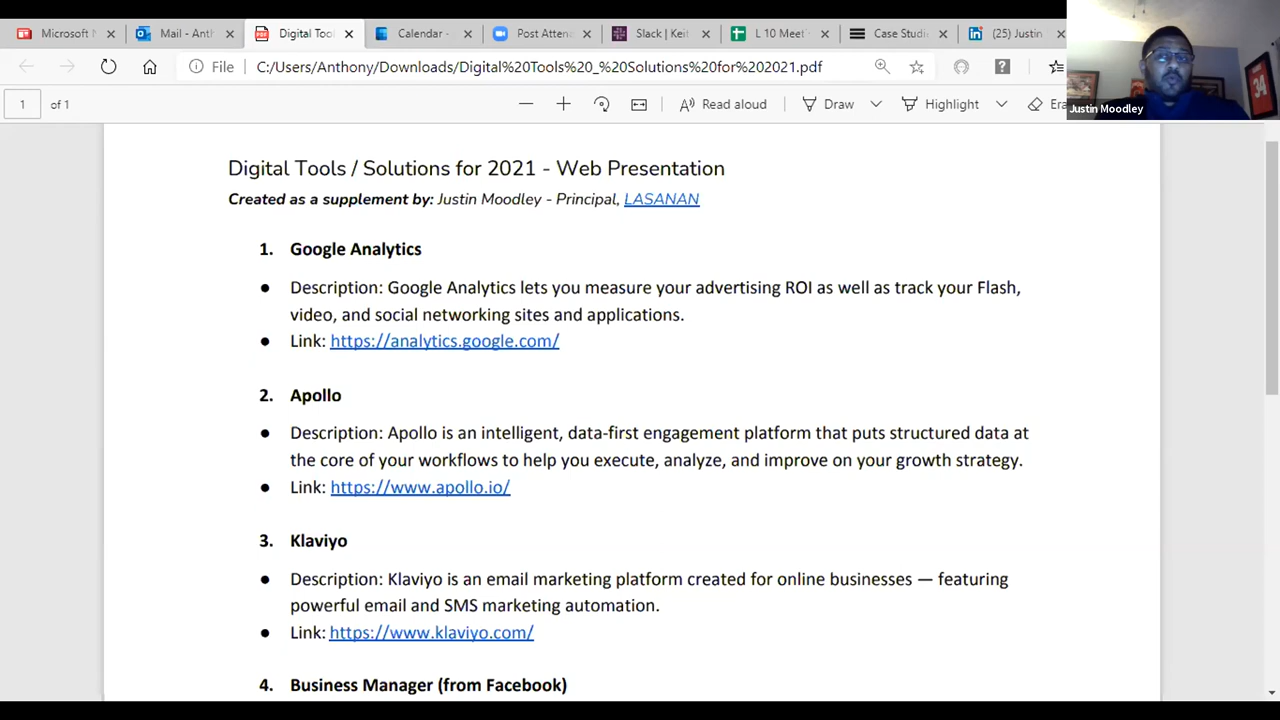 Microsoft N
Mail - Anth
Digital Tool
Calendar -
Post Attend
Slack | Keit
L 10 Meet
Case Studi
(25) Justin
File
C:/Users/Anthony/Downloads/Digital%20Tools%20_%20Solutions%20for%202021.pdf
1 of 1
Read aloud
Draw
Highlight
Era
Justin Moodley
34
Digital Tools / Solutions for 2021 - Web Presentation
Created as a supplement by: Justin Moodley - Principal, LASANAN
1. Google Analytics
● Description: Google Analytics lets you measure your advertising ROI as well as track your Flash,
video, and social networking sites and applications.
● Link: https://analytics.google.com/
2. Apollo
● Description: Apollo is an intelligent, data-first engagement platform that puts structured data at
the core of your workflows to help you execute, analyze, and improve on your growth strategy.
● Link: https://www.apollo.io/
3. Klaviyo
● Description: Klaviyo is an email marketing platform created for online businesses — featuring
powerful email and SMS marketing automation.
● Link: https://www.klaviyo.com/
4. Business Manager (from Facebook)